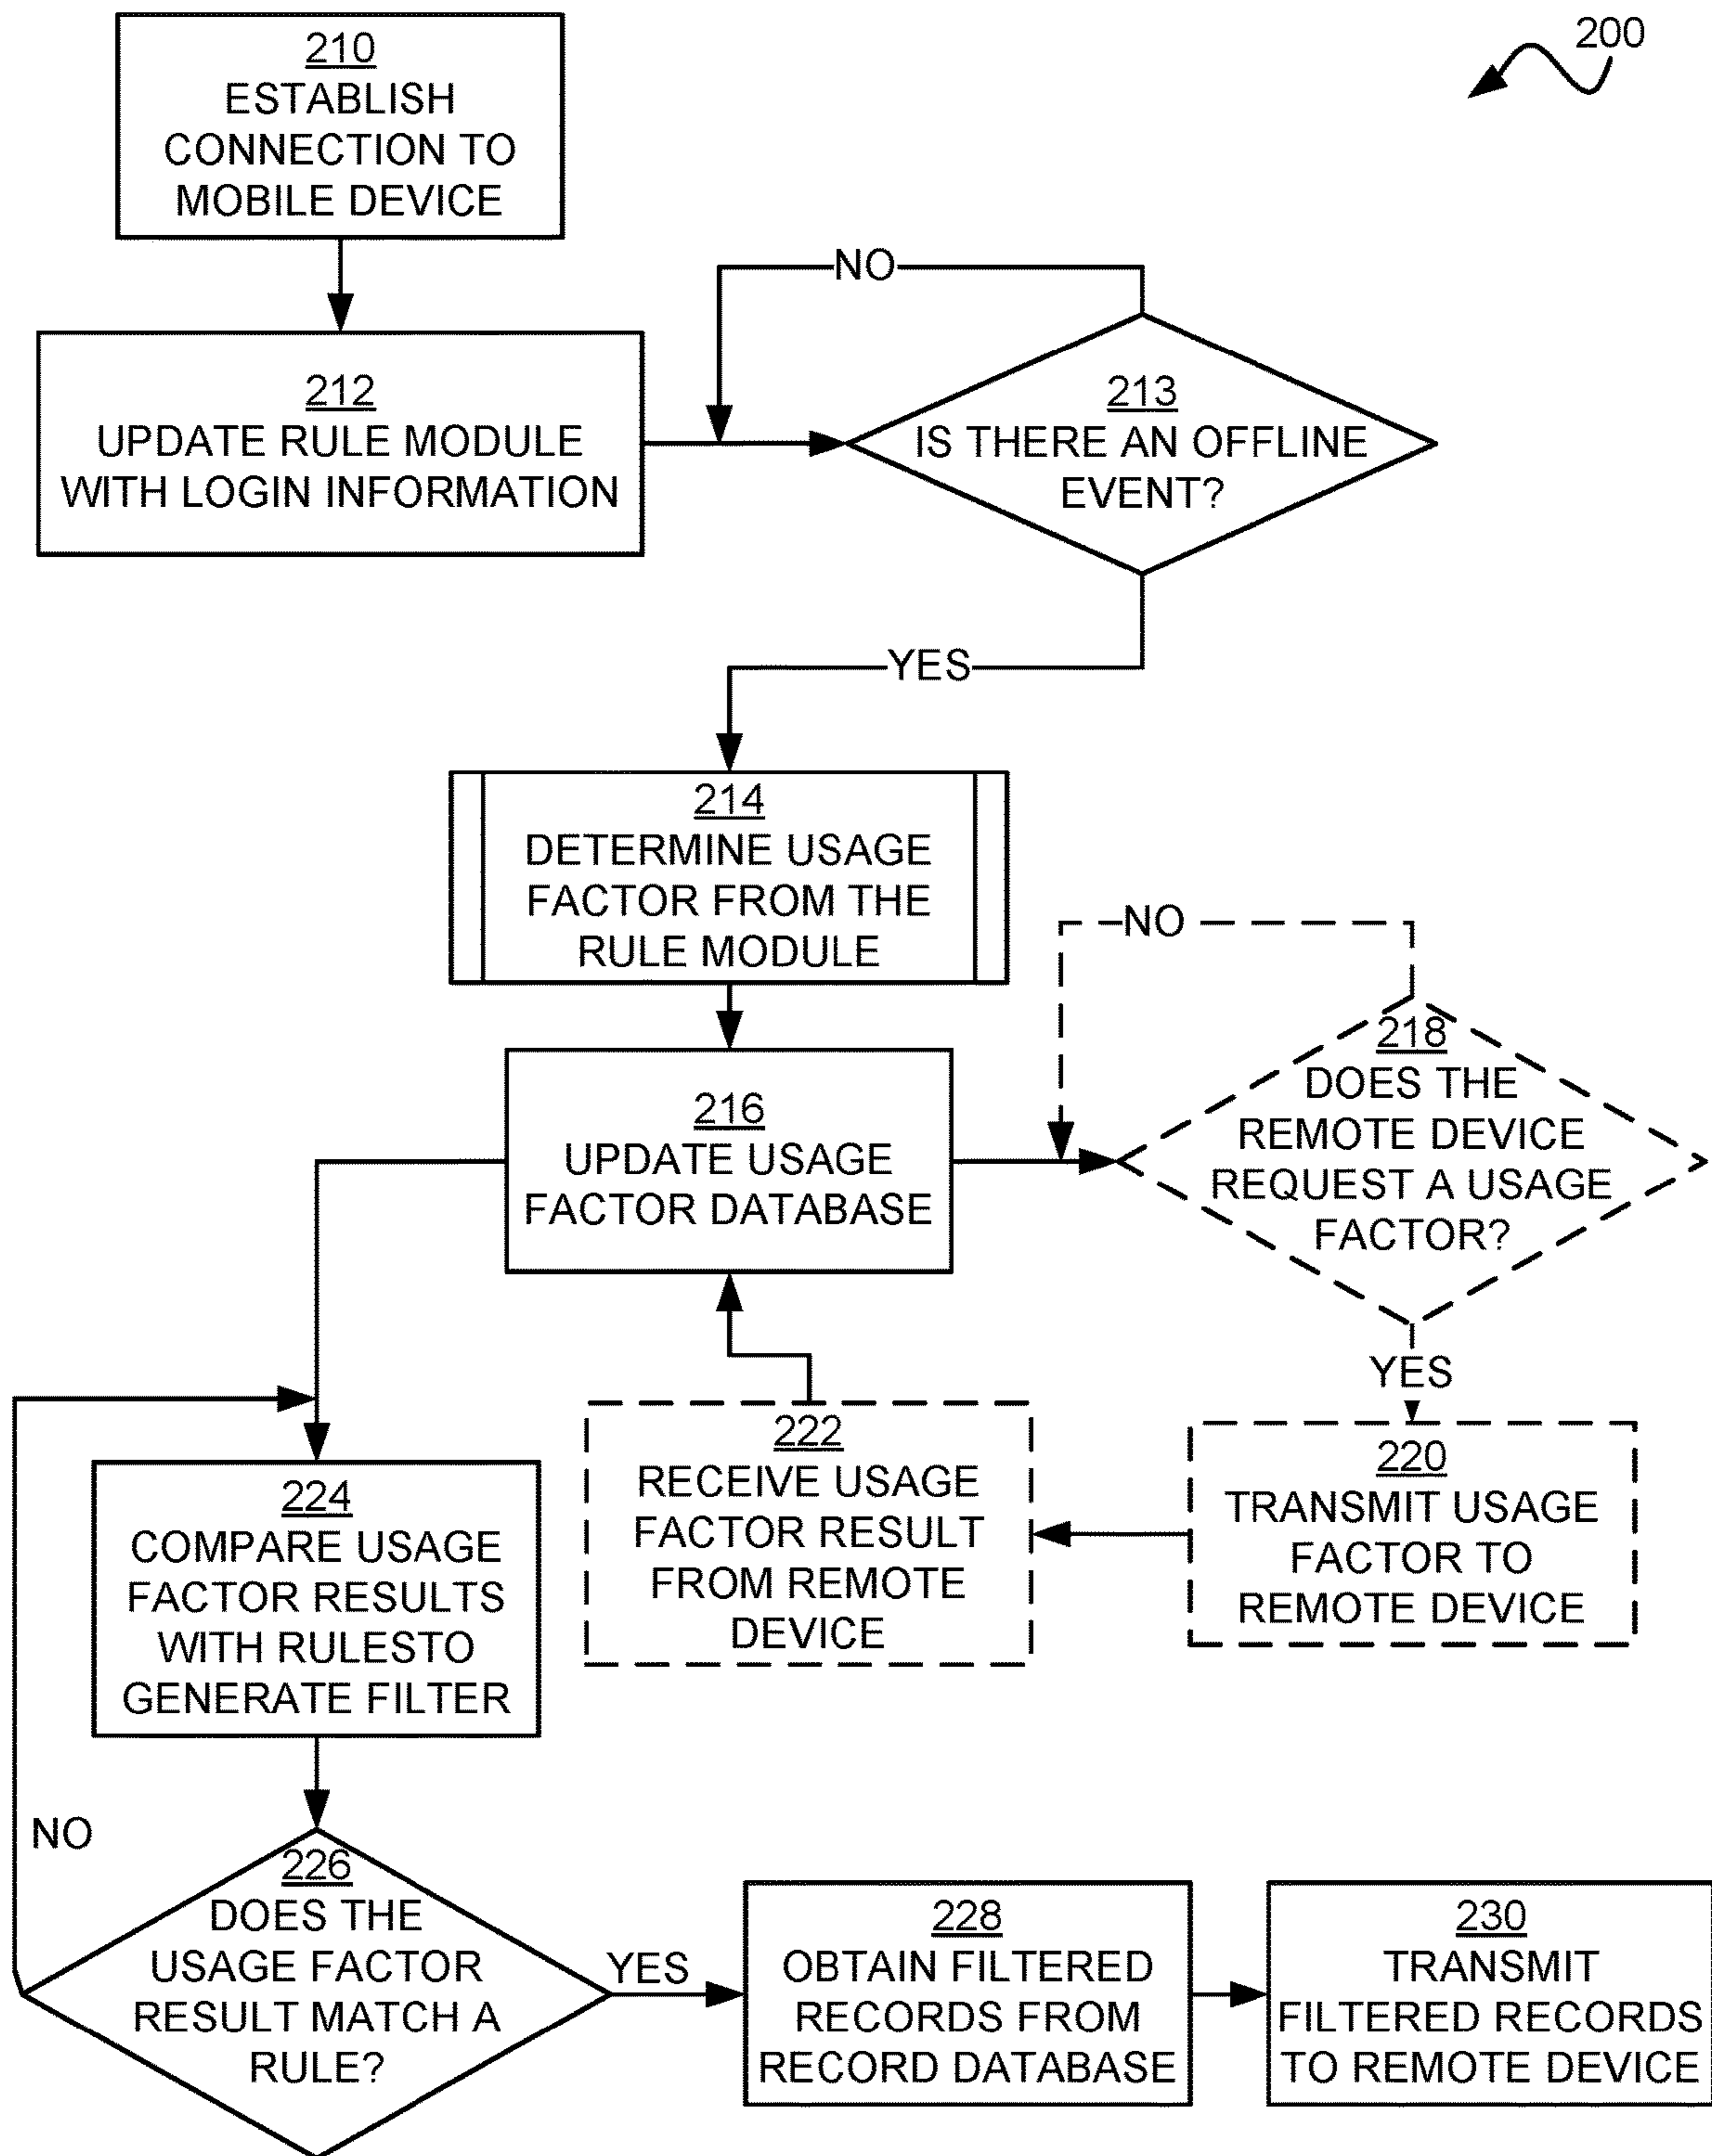 200
210
ESTABLISH
CONNECTION TO
MOBILE DEVICE
212
UPDATE RULE MODULE
WITH LOGIN INFORMATION
NO
213
IS THERE AN OFFLINE
EVENT?
YES
214
DETERMINE USAGE
FACTOR FROM THE
RULE MODULE
216
UPDATE USAGE
FACTOR DATABASE
NO
218
DOES THE
REMOTE DEVICE
REQUEST A USAGE
FACTOR?
YES
220
TRANSMIT USAGE
FACTOR TO
REMOTE DEVICE
222
RECEIVE USAGE
FACTOR RESULT
FROM REMOTE
DEVICE
224
COMPARE USAGE
FACTOR RESULTS
WITH RULESTO
GENERATE FILTER
NO
226
DOES THE
USAGE FACTOR
RESULT MATCH A
RULE?
YES
228
OBTAIN FILTERED
RECORDS FROM
RECORD DATABASE
230
TRANSMIT
FILTERED RECORDS
TO REMOTE DEVICE